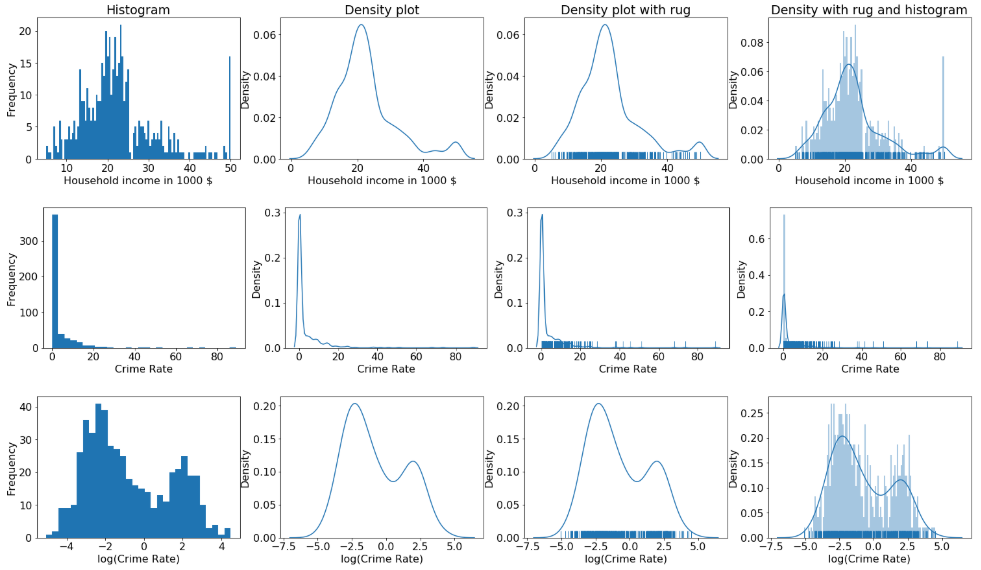 Histogram
Density plot
Density plot with rug
Density with rug and histogram
Frequency
20
15
10
5
0
10 20 30 40 50
Household income in 1000 $
Density
0.06
0.04
0.02
0.00
0 20 40
Household income in 1000 $
Density
0.06
0.04
0.02
0.00
0 20 40
Household income in 1000 $
Density
0.08
0.06
0.04
0.02
0.00
0 20 40
Household income in 1000 $
Frequency
300
200
100
0
0 20 40 60 80
Crime Rate
Density
0.3
0.2
0.1
0.0
0 20 40 60 80
Crime Rate
Density
0.3
0.2
0.1
0.0
0 20 40 60 80
Crime Rate
Density
0.6
0.4
0.2
0.0
0 20 40 60 80
Crime Rate
Frequency
40
30
20
10
0
−4 −2 0 2 4
log(Crime Rate)
Density
0.20
0.15
0.10
0.05
0.00
−7.5 −5.0 −2.5 0.0 2.5 5.0
log(Crime Rate)
Density
0.20
0.15
0.10
0.05
0.00
−7.5 −5.0 −2.5 0.0 2.5 5.0
log(Crime Rate)
Density
0.25
0.20
0.15
0.10
0.05
0.00
−7.5 −5.0 −2.5 0.0 2.5 5.0
log(Crime Rate)